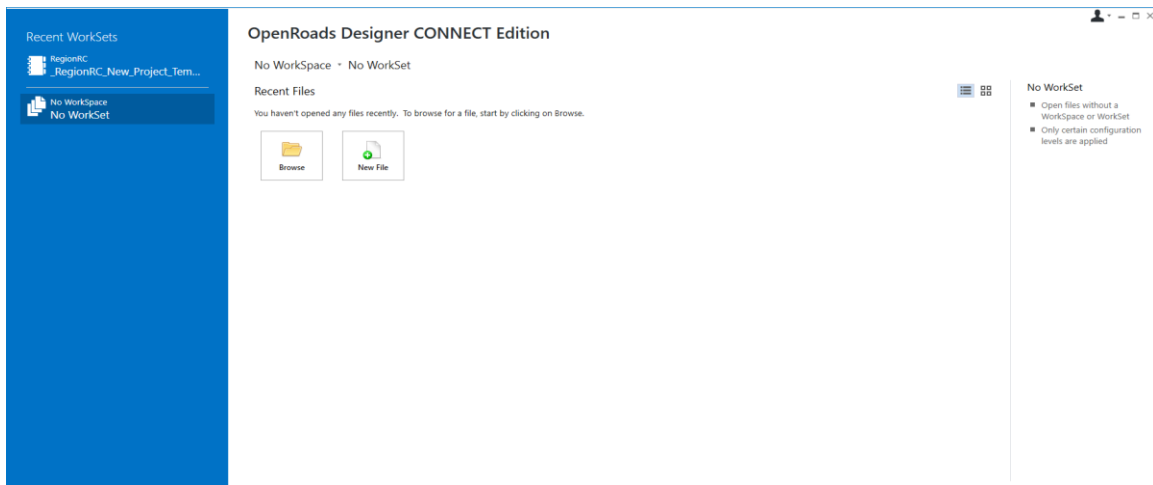 Recent WorkSets
RegionRC
_RegionRC_New_Project_Tem...
No WorkSpace
No WorkSet
OpenRoads Designer CONNECT Edition
No WorkSpace No WorkSet
Recent Files
You haven't opened any files recently. To browse for a file, start by clicking on Browse.
Browse New File
No WorkSet
Open files without a
WorkSpace or WorkSet
Only certain configuration
levels are applied